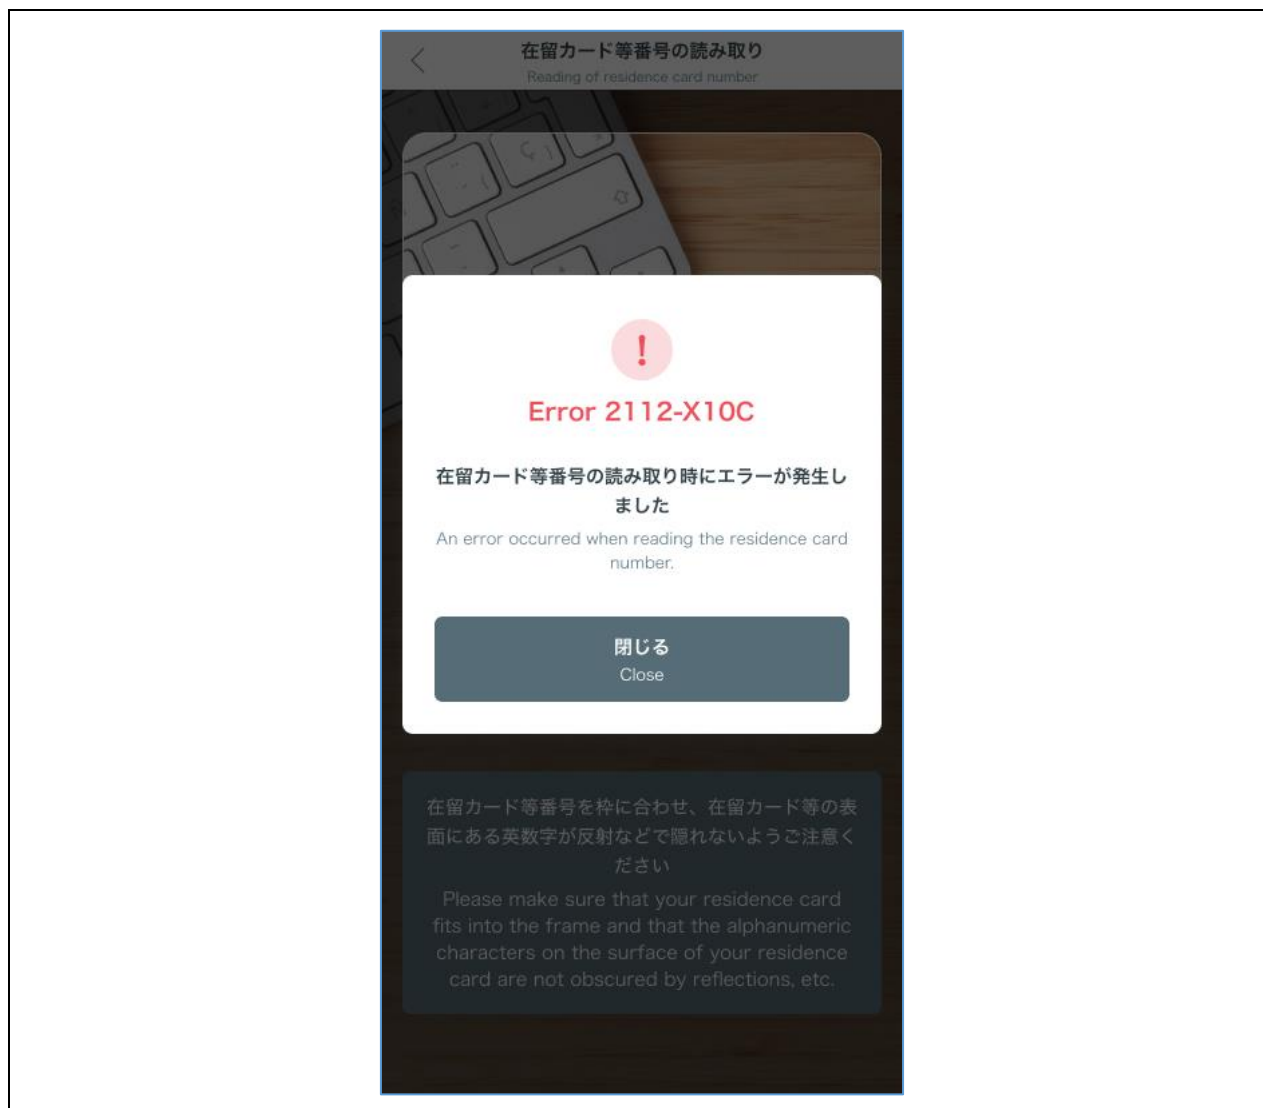 在留カード等番号の読み取り
Reading of residence card number
Error 2112-X10C
在留カード等番号の読み取り時にエラーが発生し
ました
An error occurred when reading the residence card
number.
閉じる
Close
在留カード等番号を枠に合わせ、在留カード等の表
面にある英数字が反射などで隠れないようご注意く
ださい
Please make sure that your residence card
fits into the frame and that the alphanumeric
characters on the surface of your residence
card are not obscured by reflections, etc.